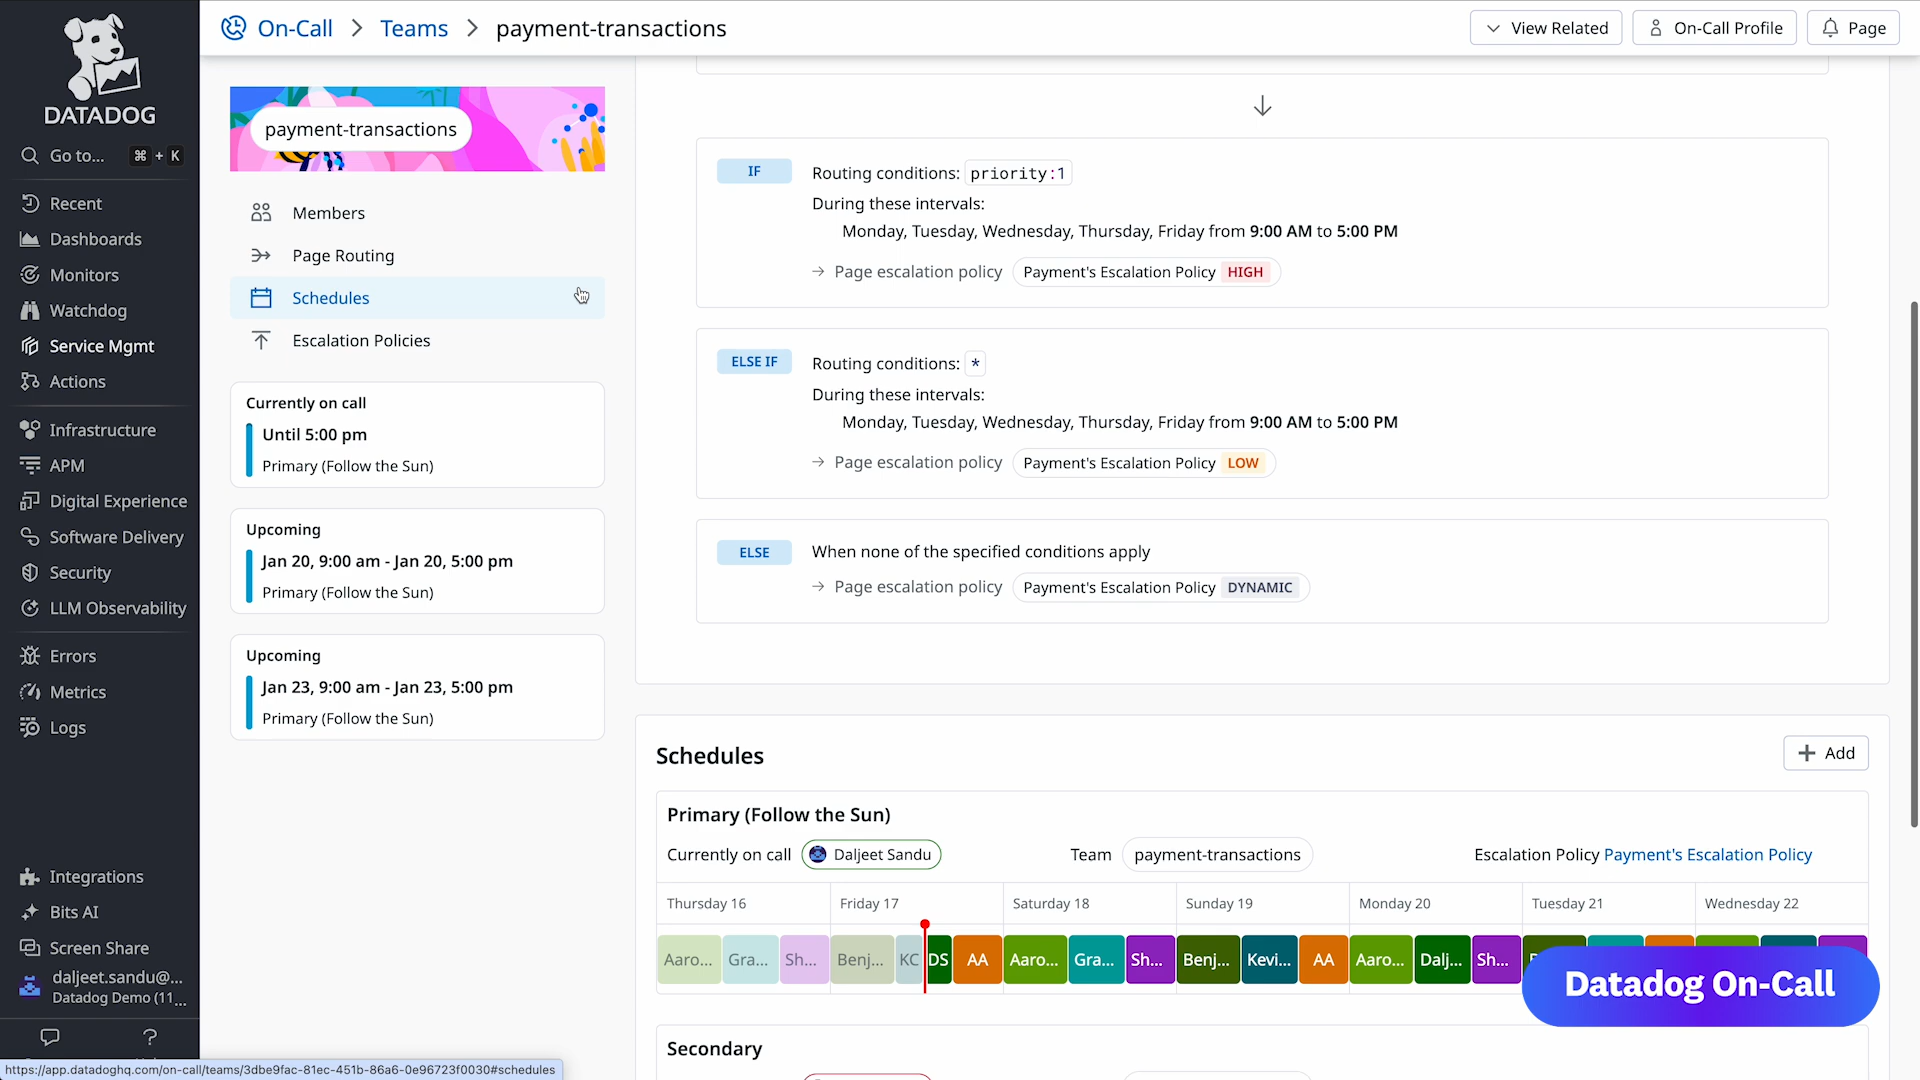 On-Call > Teams > payment-transactions
View Related
On-Call Profile
Page
DATADOG
Go to... ⌘ + K
Recent
Dashboards
Monitors
Watchdog
Service Mgmt
Actions
Infrastructure
APM
Digital Experience
Software Delivery
Security
LLM Observability
Errors
Metrics
Logs
Integrations
Bits AI
Screen Share
daljeet.sandu@...
Datadog Demo (11...
https://app.datadoghq.com/on-call/teams/3dbe9fac-81ec-451b-86a6-0e96723f0030#schedules
payment-transactions
Members
Page Routing
Schedules
Escalation Policies
Currently on call
Until 5:00 pm
Primary (Follow the Sun)
Upcoming
Jan 20, 9:00 am - Jan 20, 5:00 pm
Primary (Follow the Sun)
Upcoming
Jan 23, 9:00 am - Jan 23, 5:00 pm
Primary (Follow the Sun)
IF
Routing conditions: priority:1
During these intervals:
Monday, Tuesday, Wednesday, Thursday, Friday from 9:00 AM to 5:00 PM
→ Page escalation policy Payment's Escalation Policy HIGH
ELSE IF
Routing conditions: *
During these intervals:
Monday, Tuesday, Wednesday, Thursday, Friday from 9:00 AM to 5:00 PM
→ Page escalation policy Payment's Escalation Policy LOW
ELSE
When none of the specified conditions apply
→ Page escalation policy Payment's Escalation Policy DYNAMIC
Schedules
+ Add
Primary (Follow the Sun)
Currently on call Daljeet Sandu Team payment-transactions Escalation Policy Payment's Escalation Policy
Thursday 16 Friday 17 Saturday 18 Sunday 19 Monday 20 Tuesday 21 Wednesday 22
Aaro... Gra... Sh... Benj... KC DS AA Aaro... Gra... Sh... Benj... Kevi... AA Aaro... Dalj... Sh...
Datadog On-Call
Secondary